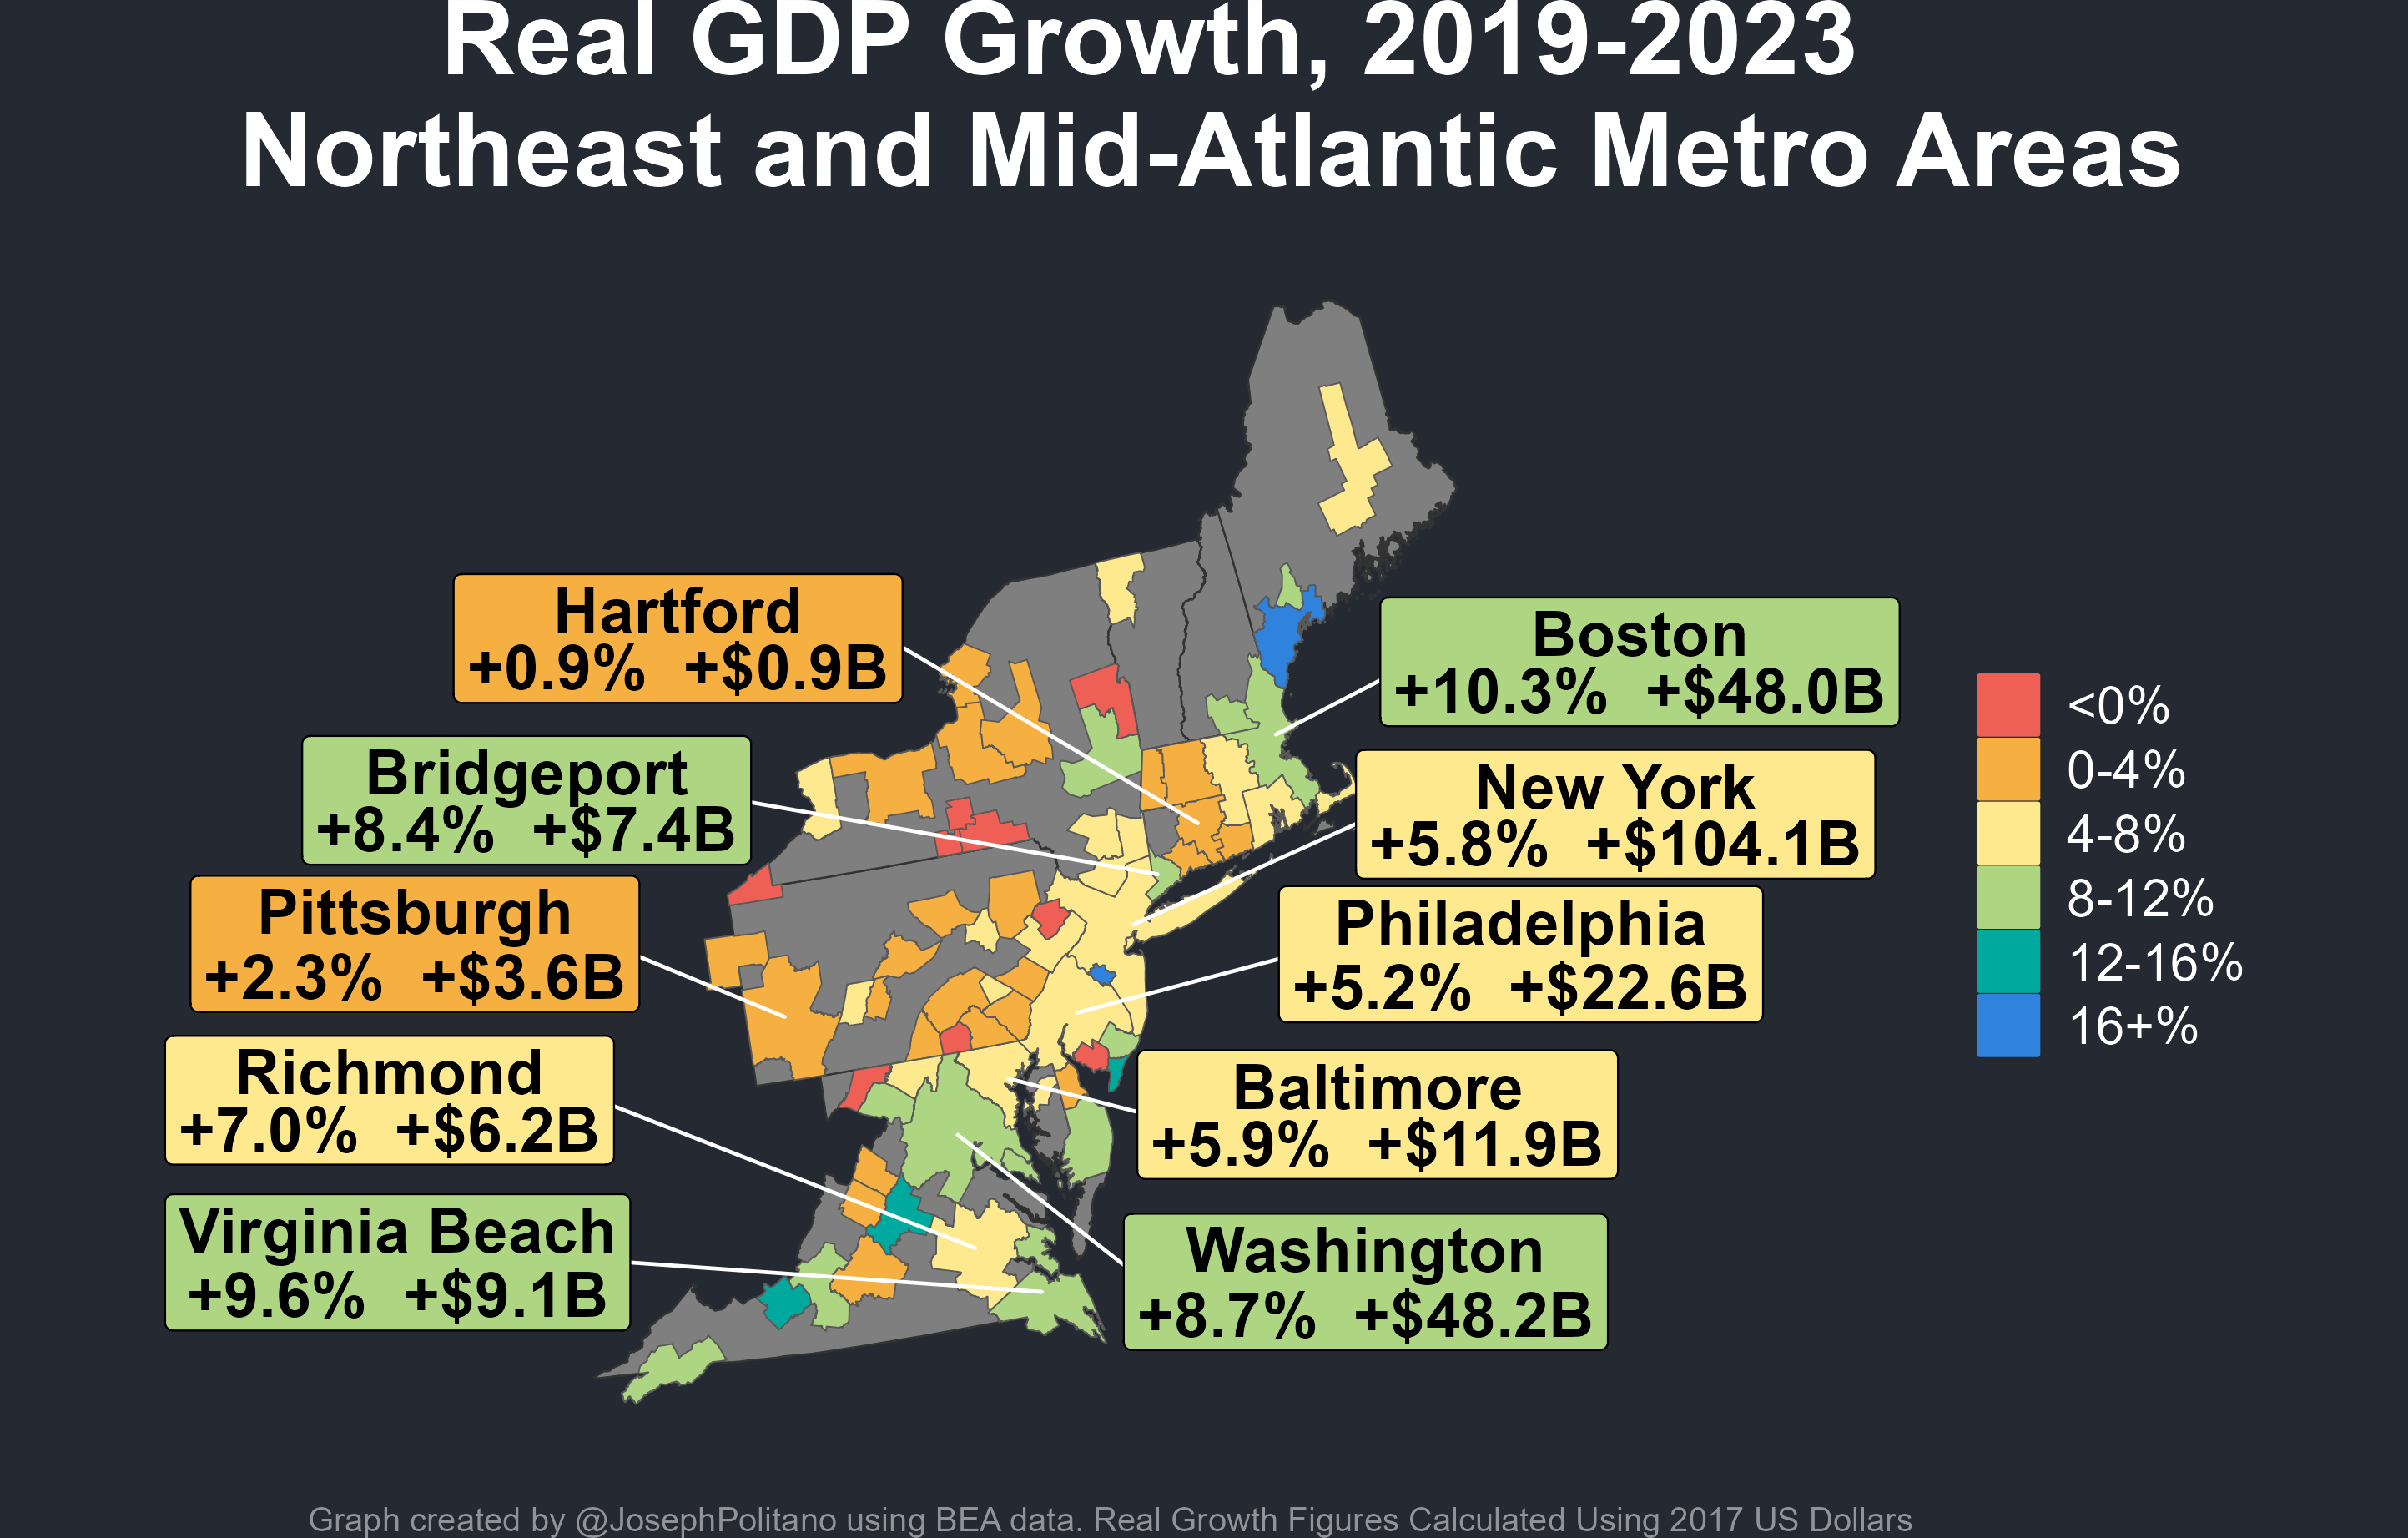 Real GDP Growth, 2019-2023
Northeast and Mid-Atlantic Metro Areas
Hartford
+0.9% +$0.9B
Bridgeport
+8.4% +$7.4B
Pittsburgh
+2.3% +$3.6B
Richmond
+7.0% +$6.2B
Virginia Beach
+9.6% +$9.1B
Boston
+10.3% +$48.0B
New York
+5.8% +$104.1B
Philadelphia
+5.2% +$22.6B
Baltimore
+5.9% +$11.9B
Washington
+8.7% +$48.2B
<0%
0-4%
4-8%
8-12%
12-16%
16+%
Graph created by @JosephPolitano using BEA data. Real Growth Figures Calculated Using 2017 US Dollars